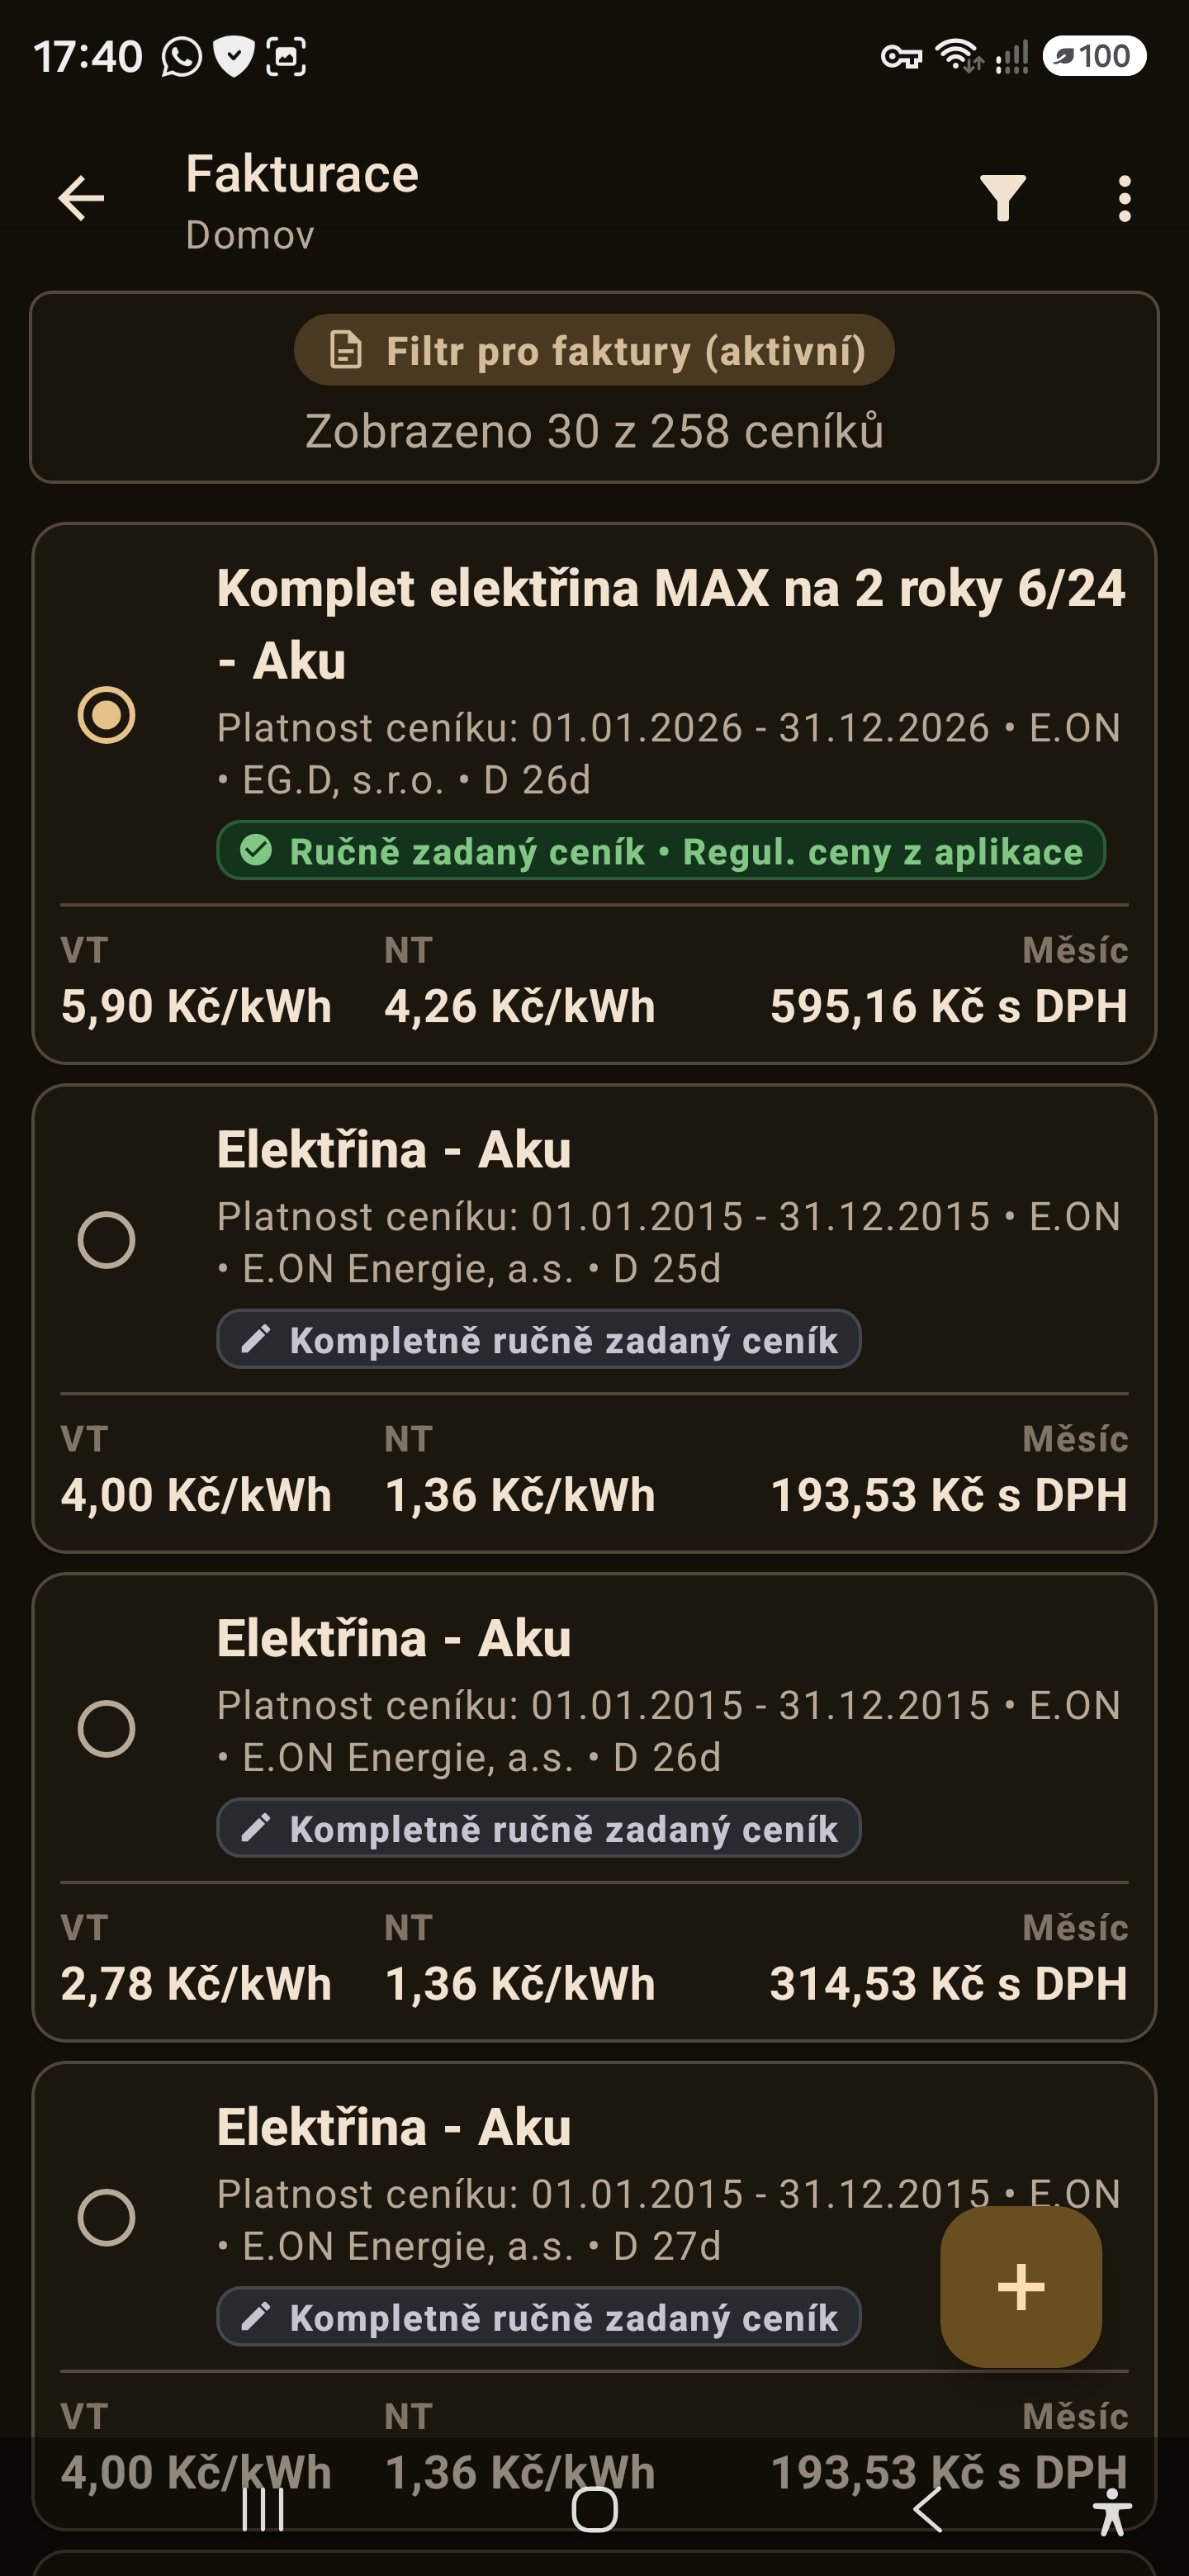 17:40
100
Fakturace
Domov
Filtr pro faktury (aktivní)
Zobrazeno 30 z 258 ceníků
Komplet elektřina MAX na 2 roky 6/24
- Aku
Platnost ceníku: 01.01.2026 - 31.12.2026 • E.ON
• EG.D, s.r.o. • D 26d
Ručně zadaný ceník • Regul. ceny z aplikace
VT NT Měsíc
5,90 Kč/kWh 4,26 Kč/kWh 595,16 Kč s DPH
Elektřina - Aku
Platnost ceníku: 01.01.2015 - 31.12.2015 • E.ON
• E.ON Energie, a.s. • D 25d
Kompletně ručně zadaný ceník
VT NT Měsíc
4,00 Kč/kWh 1,36 Kč/kWh 193,53 Kč s DPH
Elektřina - Aku
Platnost ceníku: 01.01.2015 - 31.12.2015 • E.ON
• E.ON Energie, a.s. • D 26d
Kompletně ručně zadaný ceník
VT NT Měsíc
2,78 Kč/kWh 1,36 Kč/kWh 314,53 Kč s DPH
Elektřina - Aku
Platnost ceníku: 01.01.2015 - 31.12.2015 • E.ON
• E.ON Energie, a.s. • D 27d
Kompletně ručně zadaný ceník
VT NT Měsíc
4,00 Kč/kWh 1,36 Kč/kWh 193,53 Kč s DPH